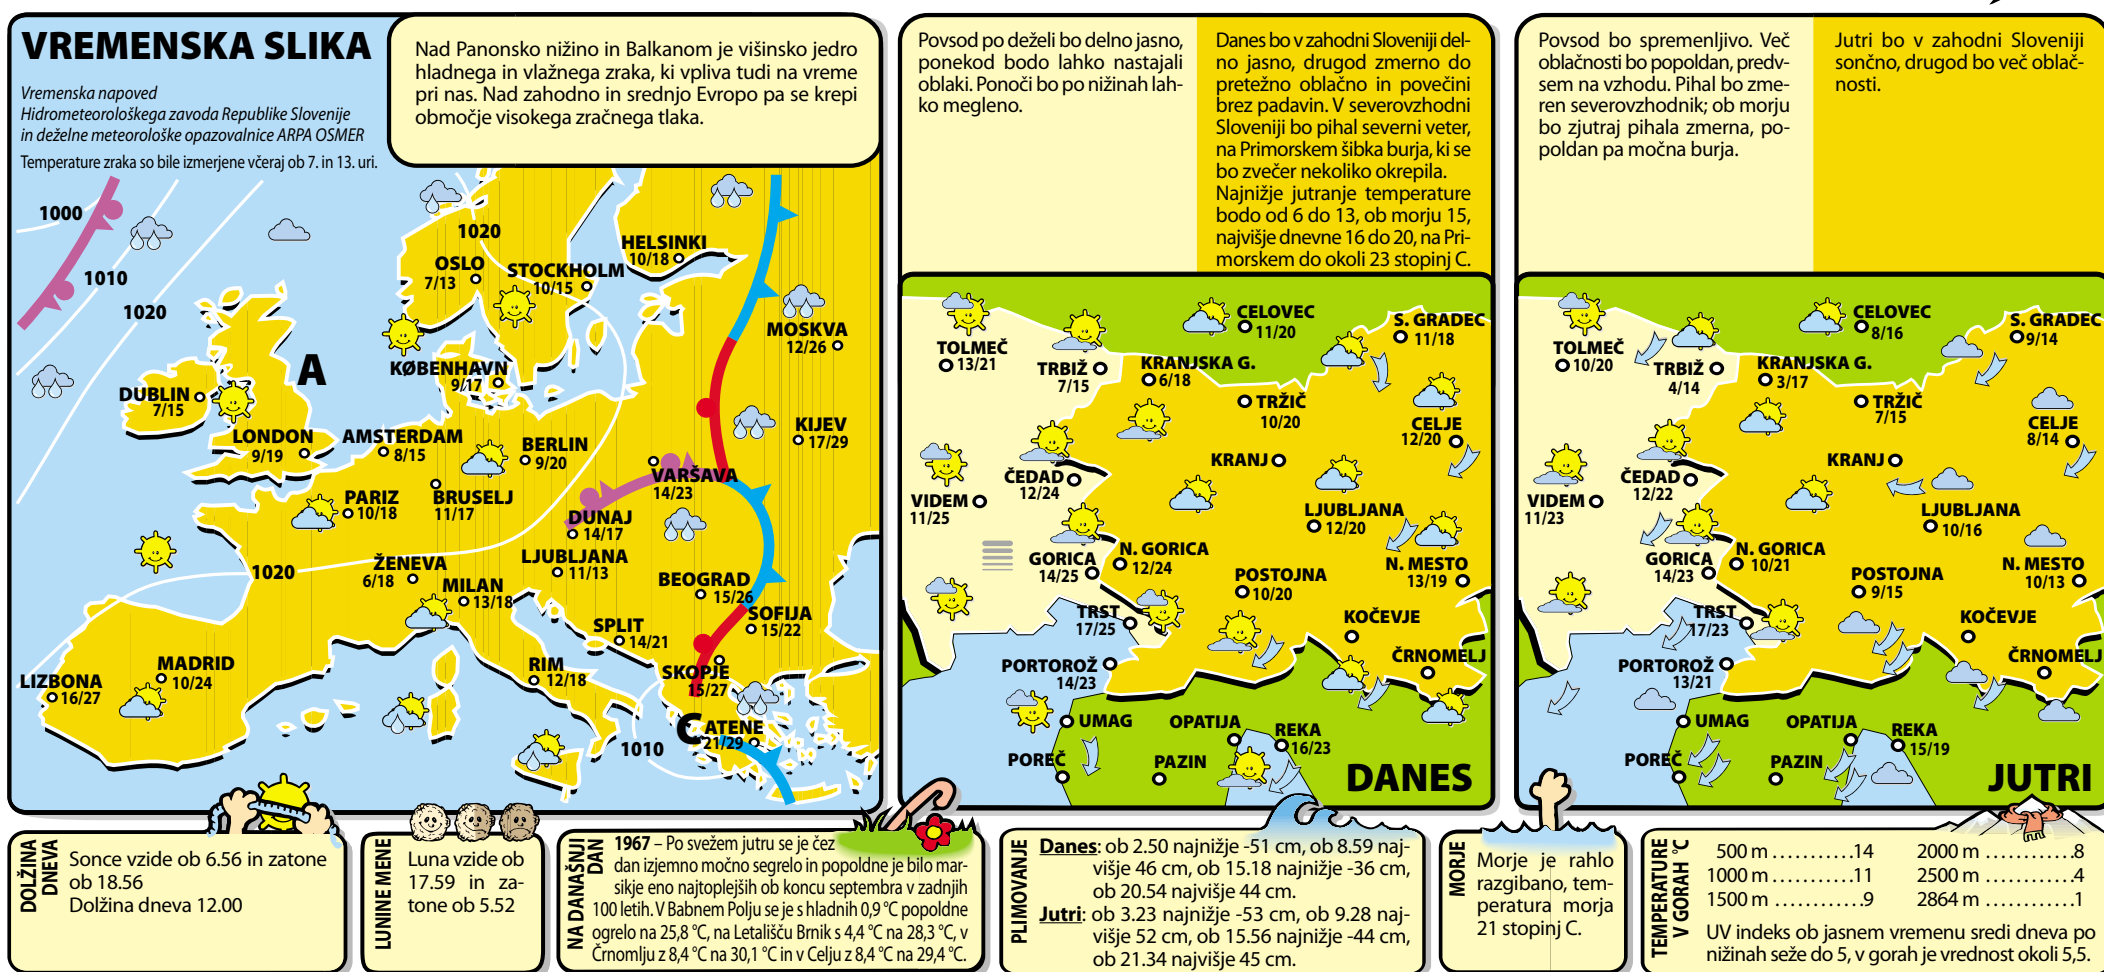 VREMENSKA SLIKA
Vremenska napoved
Hidrometeorološkega zavoda Republike Slovenije
in deželne meteorološke opazovalnice ARPA OSMER
Temperature zraka so bile izmerjene včeraj ob 7. in 13. uri.
Nad Panonsko nižino in Balkanom je višinsko jedro
hladnega in vlažnega zraka, ki vpliva tudi na vreme
pri nas. Nad zahodno in srednjo Evropo pa se krepi
območje visokega zračnega tlaka.
1000
1010
1020
1020
HELSINKI
10/18
OSLO
7/13
STOCKHOLM
10/15
MOSKVA
12/26
A
KØBENHAVN
9/17
DUBLIN
7/15
LONDON
9/19
AMSTERDAM
8/15
BERLIN
9/20
KIJEV
17/29
VARŠAVA
14/23
PARIZ
10/18
BRUSELJ
11/17
DUNAJ
14/17
1020
ŽENEVA
6/18
LJUBLJANA
11/13
MILAN
13/18
BEOGRAD
15/26
SOFIJA
15/22
SPLIT
14/21
LIZBONA
16/27
MADRID
10/24
RIM
12/18
SKOPJE
15/27
C
ATENE
21/29
1010
Povsod po deželi bo delno jasno,
ponekod bodo lahko nastajali
oblaki. Ponoči bo po nižinah lah-
ko megleno.
Danes bo v zahodni Sloveniji del-
no jasno, drugod zmerno do
pretežno oblačno in povečini
brez padavin. V severovzhodni
Sloveniji bo pihal severni veter,
na Primorskem šibka burja, ki se
bo zvečer nekoliko okrepila.
Najnižje jutranje temperature
bodo od 6 do 13, ob morju 15,
najvišje dnevne 16 do 20, na Pri-
morskem do okoli 23 stopinj C.
CELOVEC
11/20
S. GRADEC
11/18
TOLMEČ
13/21
TRBIŽ
7/15
KRANJSKA G.
6/18
TRŽIČ
10/20
CELJE
12/20
KRANJ
ČEDAD
12/24
VIDEM
11/25
LJUBLJANA
12/20
GORICA
14/25
N. GORICA
12/24
N. MESTO
13/19
POSTOJNA
10/20
TRST
17/25
KOČEVJE
PORTOROŽ
14/23
ČRNOMELJ
UMAG
OPATIJA
REKA
16/23
POREČ
PAZIN
DANES
Povsod bo spremenljivo. Več
oblačnosti bo popoldan, predv-
sem na vzhodu. Pihal bo zme-
ren severovzhodnik; ob morju
bo zjutraj pihala zmerna, po-
poldan pa močna burja.
Jutri bo v zahodni Sloveniji
sončno, drugod bo več oblač-
nosti.
CELOVEC
8/16
S. GRADEC
9/14
TOLMEČ
10/20
TRBIŽ
4/14
KRANJSKA G.
3/17
TRŽIČ
7/15
CELJE
8/14
KRANJ
ČEDAD
12/22
VIDEM
11/23
LJUBLJANA
10/16
GORICA
14/23
N. GORICA
10/21
N. MESTO
10/13
POSTOJNA
9/15
TRST
17/23
KOČEVJE
PORTOROŽ
13/21
ČRNOMELJ
UMAG
OPATIJA
REKA
15/19
POREČ
PAZIN
JUTRI
DOLŽINA
DNEVA
Sonce vzide ob 6.56 in zatone
ob 18.56
Dolžina dneva 12.00
LUNINE MENE
Luna vzide ob
17.59 in za-
tone ob 5.52
NA DANAŠNJI
DAN
1967 – Po svežem jutru se je čez
dan izjemno močno segrelo in popoldne je bilo mar-
sikje eno najtoplejših ob koncu septembra v zadnjih
100 letih. V Babnem Polju se je s hladnih 0,9 °C popoldne
ogrelo na 25,8 °C, na Letališču Brnik s 4,4 °C na 28,3 °C, v
Črnomlju z 8,4 °C na 30,1 °C in v Celju z 8,4 °C na 29,4 °C.
PLIMOVANJE
Danes: ob 2.50 najnižje -51 cm, ob 8.59 naj-
višje 46 cm, ob 15.18 najnižje -36 cm,
ob 20.54 najvišje 44 cm.
Jutri: ob 3.23 najnižje -53 cm, ob 9.28 naj-
višje 52 cm, ob 15.56 najnižje -44 cm,
ob 21.34 najvišje 45 cm.
MORJE
Morje je rahlo
razgibano, tem-
peratura morja
21 stopinj C.
TEMPERATURE °C
V GORAH
500 m ...........14
1000 m ...........11
1500 m ............9
2000 m ............8
2500 m ............4
2864 m ............1
UV indeks ob jasnem vremenu sredi dneva po
nižinah seže do 5, v gorah je vrednost okoli 5,5.